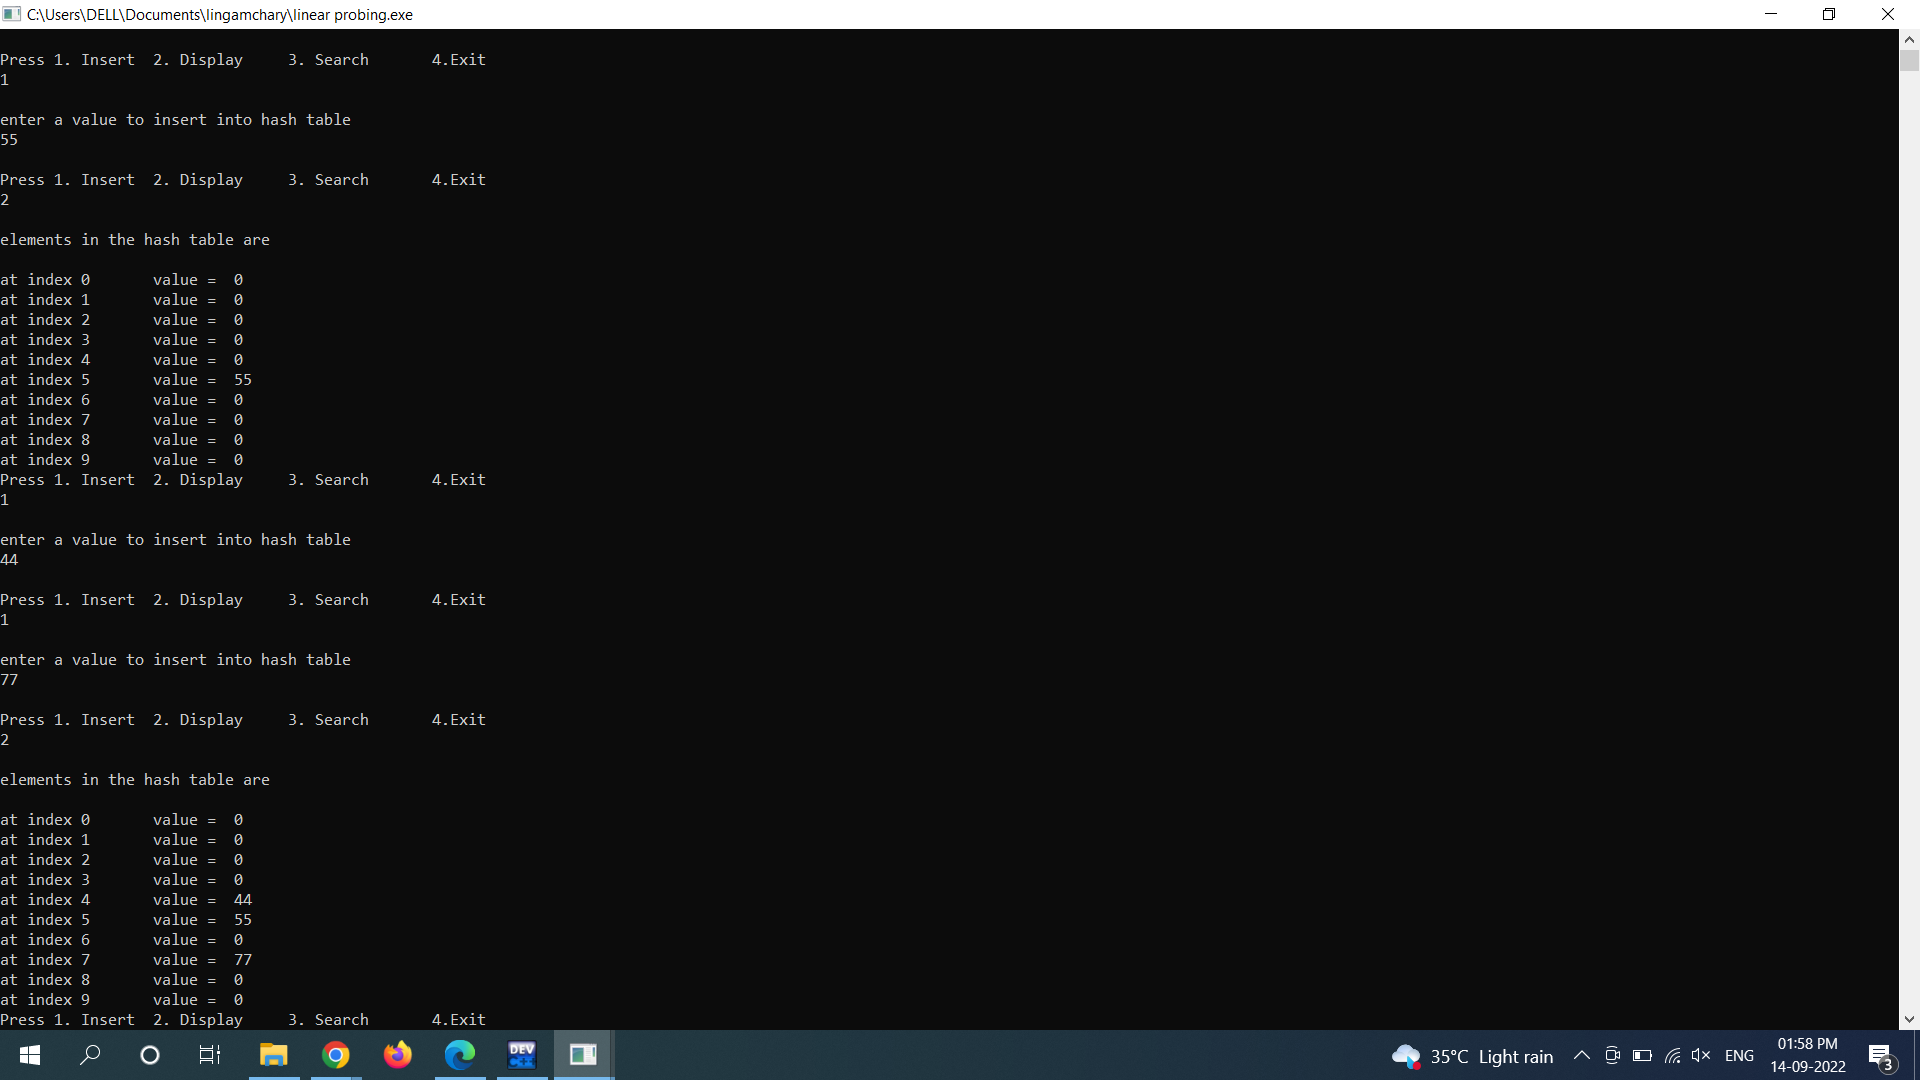 C:\Users\DELL\Documents\lingamchary\linear probing.exe
Press 1. Insert  2. Display     3. Search       4.Exit
1
enter a value to insert into hash table
55
Press 1. Insert  2. Display     3. Search       4.Exit
2
elements in the hash table are
at index 0       value =  0
at index 1       value =  0
at index 2       value =  0
at index 3       value =  0
at index 4       value =  0
at index 5       value =  55
at index 6       value =  0
at index 7       value =  0
at index 8       value =  0
at index 9       value =  0
Press 1. Insert  2. Display     3. Search       4.Exit
1
enter a value to insert into hash table
44
Press 1. Insert  2. Display     3. Search       4.Exit
1
enter a value to insert into hash table
77
Press 1. Insert  2. Display     3. Search       4.Exit
2
elements in the hash table are
at index 0       value =  0
at index 1       value =  0
at index 2       value =  0
at index 3       value =  0
at index 4       value =  44
at index 5       value =  55
at index 6       value =  0
at index 7       value =  77
at index 8       value =  0
at index 9       value =  0
Press 1. Insert  2. Display     3. Search       4.Exit
DEV
C++
35°C Light rain
ENG
01:58 PM
14-09-2022
3